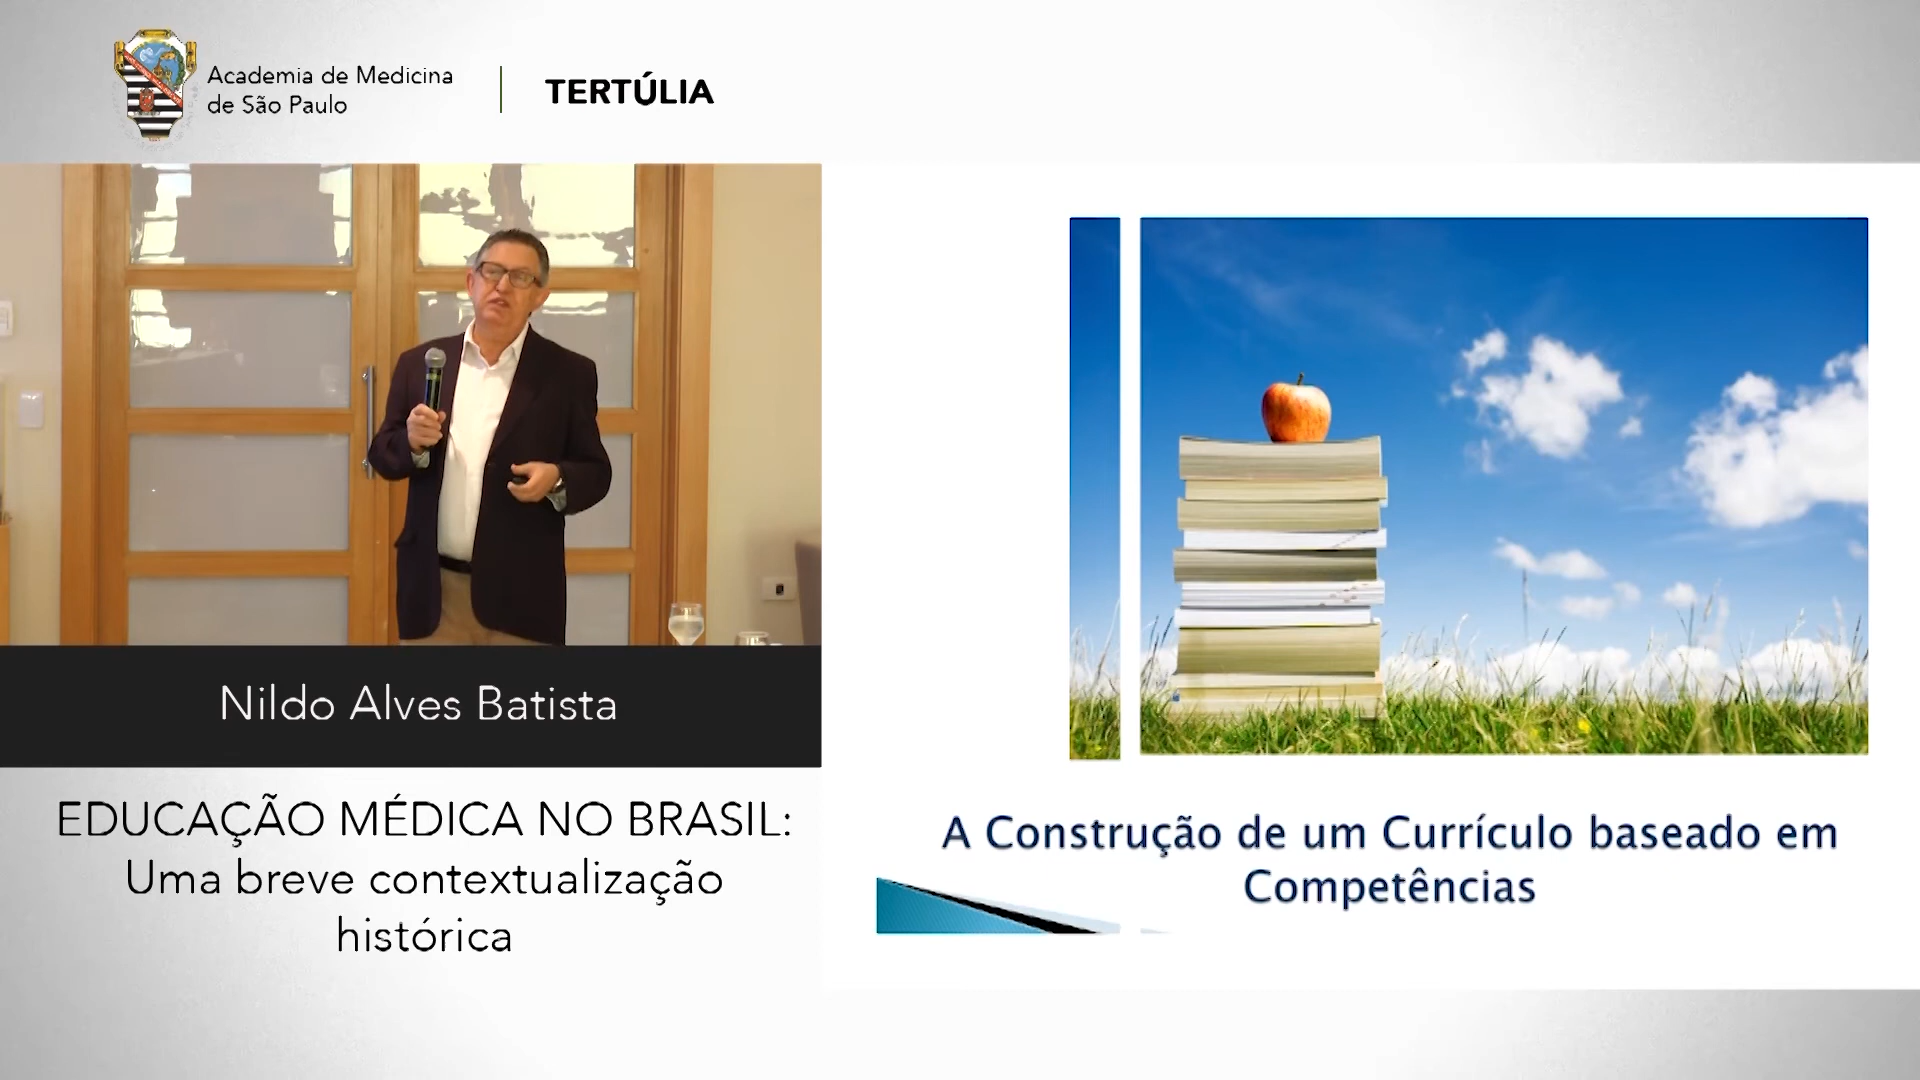 Academia de Medicina
de São Paulo
TERTÚLIA
Nildo Alves Batista
EDUCAÇÃO MÉDICA NO BRASIL:
Uma breve contextualização
histórica
A Construção de um Currículo baseado em
Competências